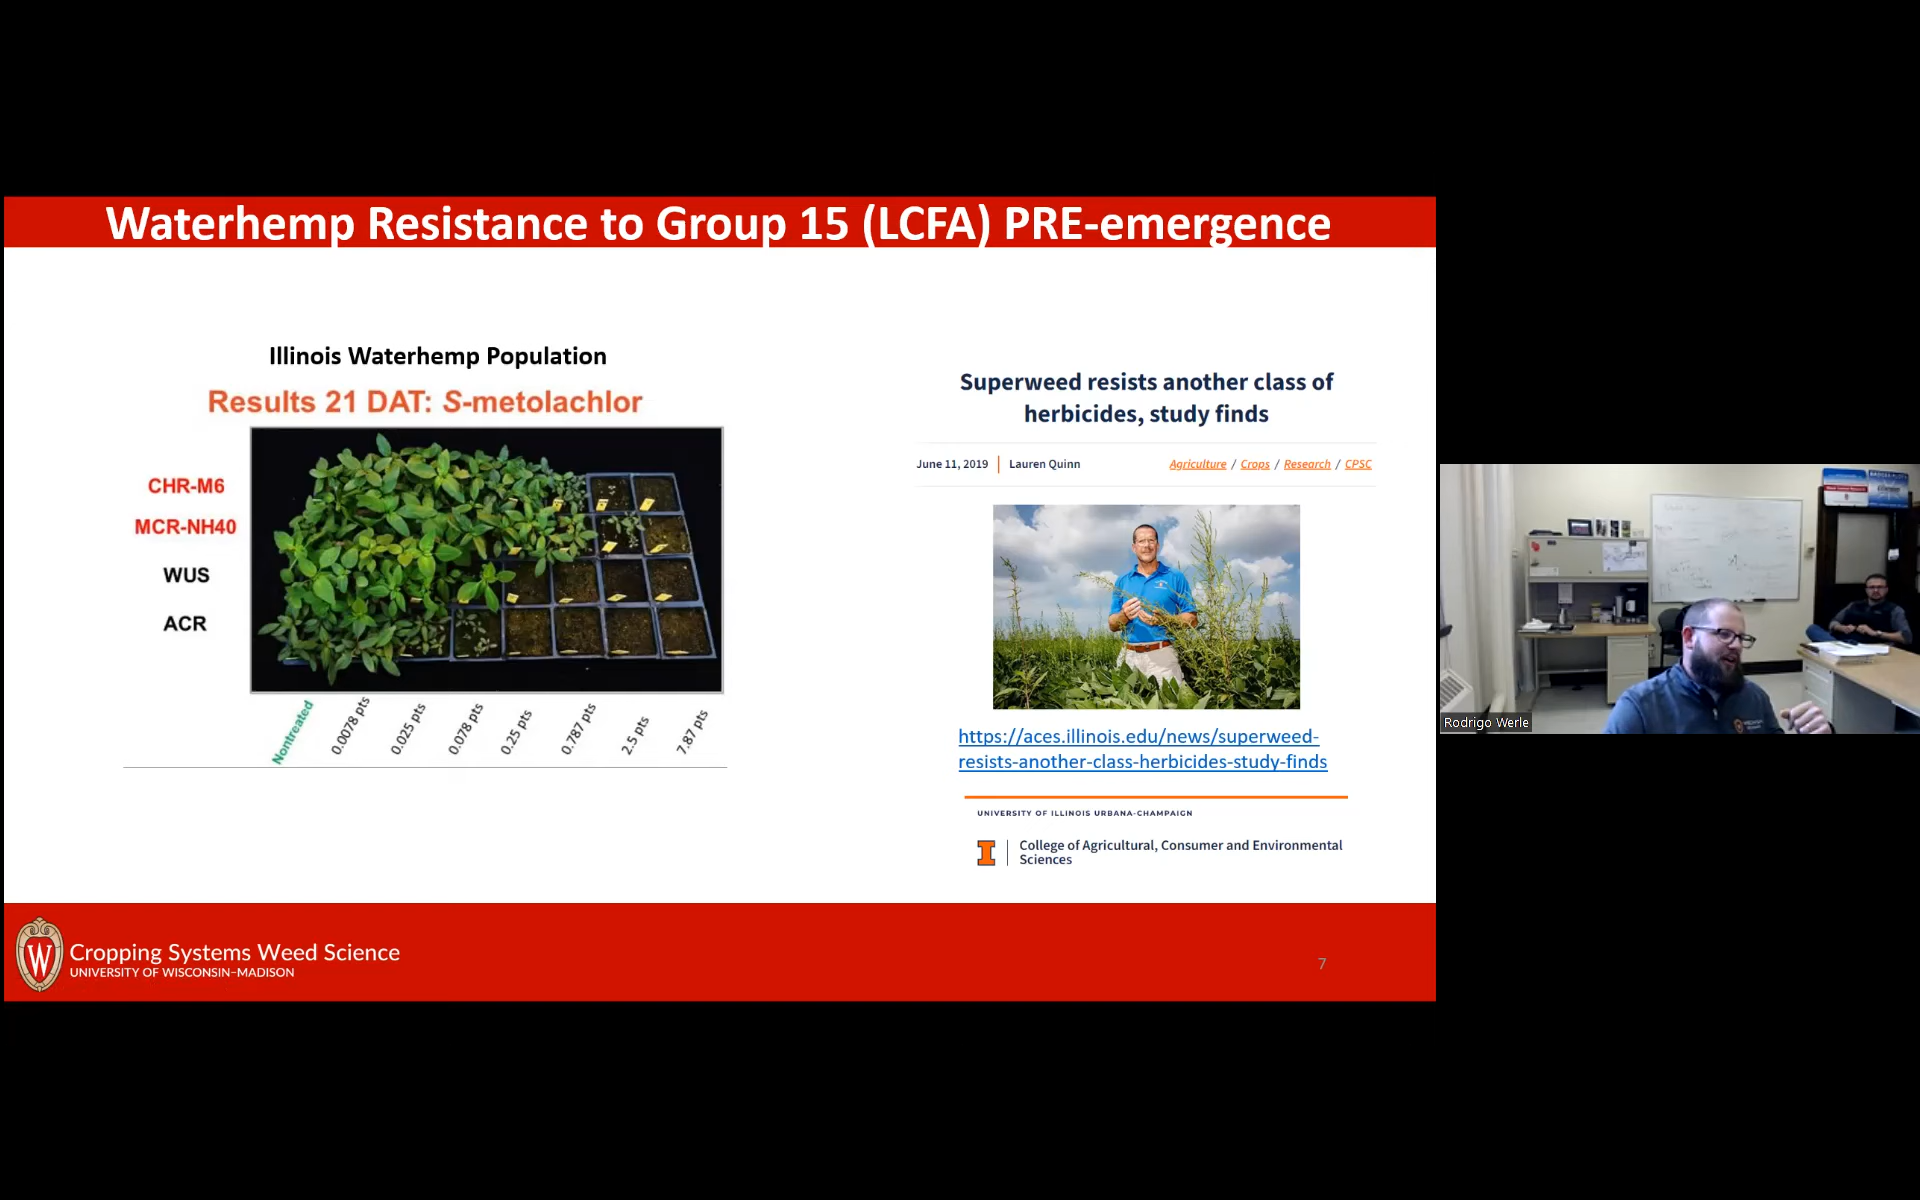 Waterhemp Resistance to Group 15 (LCFA) PRE-emergence
Illinois Waterhemp Population
Results 21 DAT: S-metolachlor
CHR-M6
MCR-NH40
WUS
ACR
Nontreated
0.0078 pts
0.025 pts
0.078 pts
0.25 pts
0.787 pts
2.5 pts
7.87 pts
Superweed resists another class of
herbicides, study finds
June 11, 2019 | Lauren Quinn
Agriculture / Crops / Research / CPSC
https://aces.illinois.edu/news/superweed-
resists-another-class-herbicides-study-finds
UNIVERSITY OF ILLINOIS URBANA-CHAMPAIGN
I
College of Agricultural, Consumer and Environmental
Sciences
W
Cropping Systems Weed Science
UNIVERSITY OF WISCONSIN–MADISON
7
Rodrigo Werle